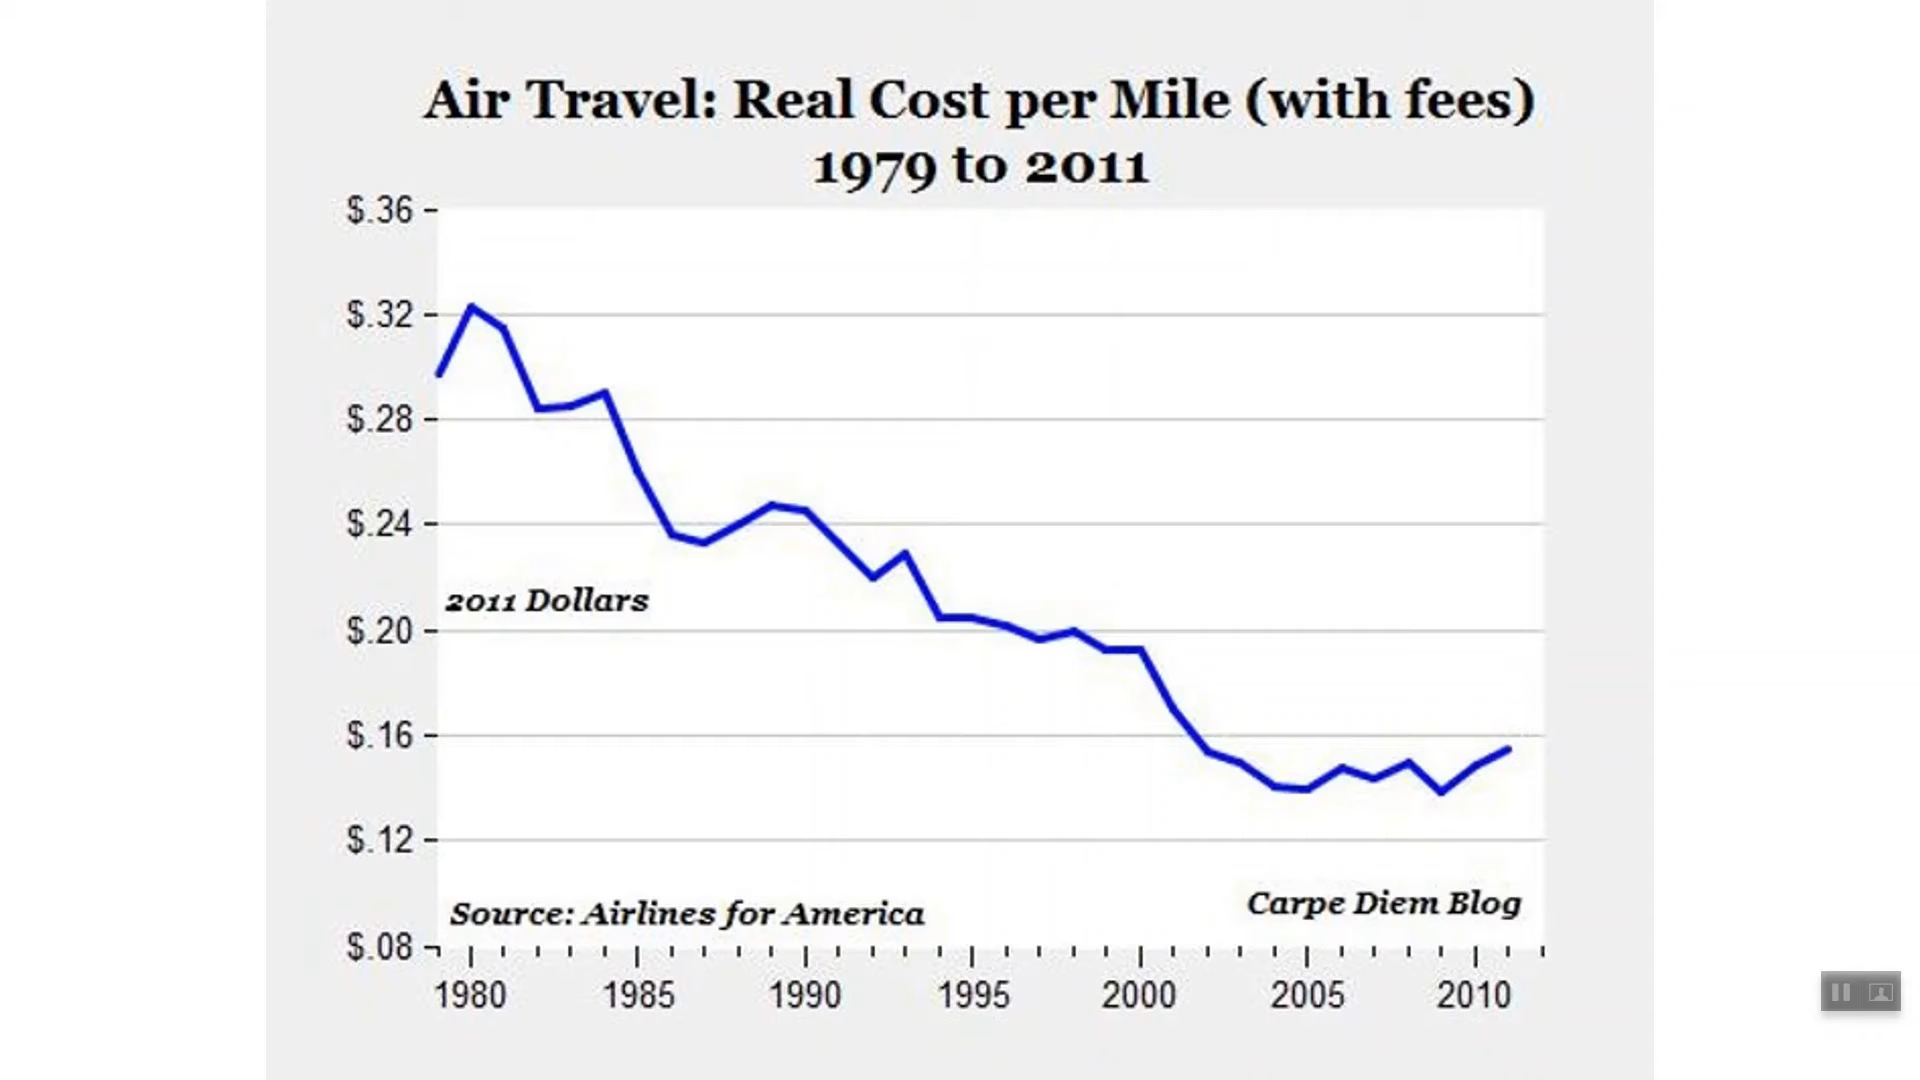 Air Travel: Real Cost per Mile (with fees)
1979 to 2011
$.36
$.32
$.28
$.24
2011 Dollars
$.20
$.16
$.12
Source: Airlines for America
Carpe Diem Blog
$.08
1980 1985 1990 1995 2000 2005 2010